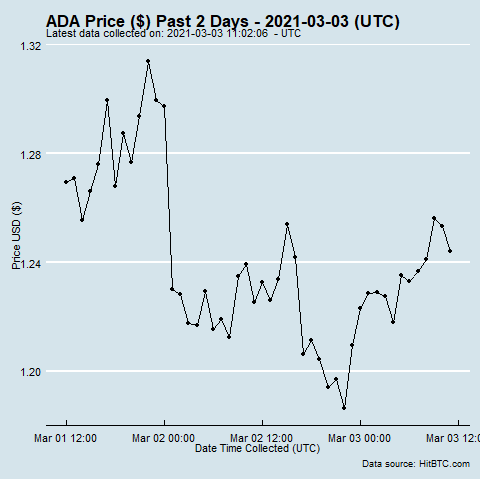 ADA Price ($) Past 2 Days - 2021-03-03 (UTC)
Latest data collected on: 2021-03-03 11:02:06 - UTC
1.32
1.28
1.24
1.20
Price USD ($)
Mar 01 12:00 Mar 02 00:00 Mar 02 12:00 Mar 03 00:00 Mar 03 12:
Date Time Collected (UTC)
Data source: HitBTC.com